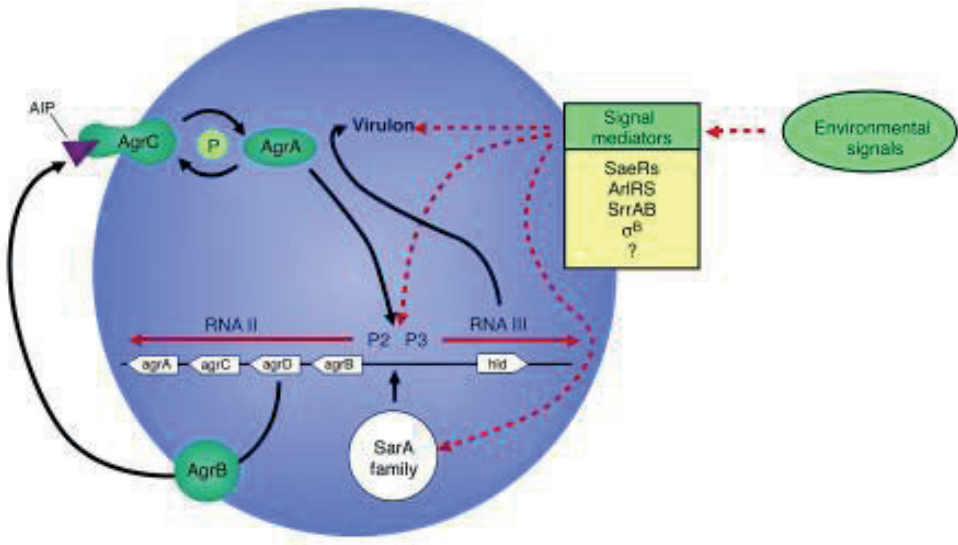 AIP
AgrC
P
AgrA
Virulon
Signal
mediators
Environmental
signals
SaeRs
ArlRS
SrrAB
σB
?
RNA II
P2 P3
RNA III
agrA
agrC
agrD
agrB
hld
AgrB
SarA
family